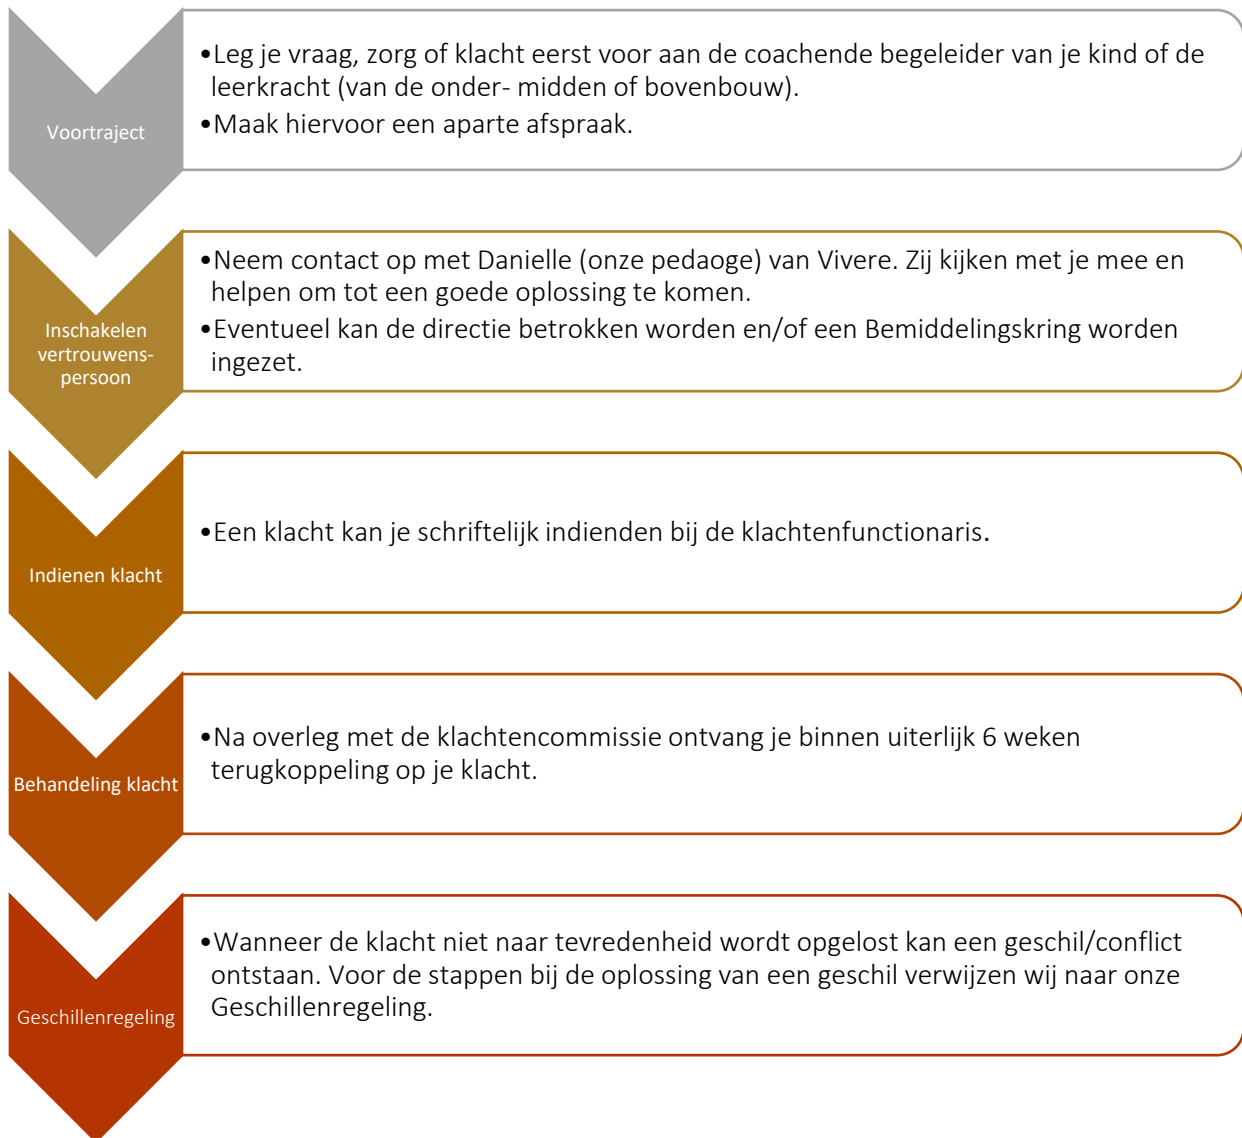 Voortraject
•Leg je vraag, zorg of klacht eerst voor aan de coachende begeleider van je kind of de
leerkracht (van de onder- midden of bovenbouw).
•Maak hiervoor een aparte afspraak.
Inschakelen
vertrouwens-
persoon
•Neem contact op met Danielle (onze pedaoge) van Vivere. Zij kijken met je mee en
helpen om tot een goede oplossing te komen.
•Eventueel kan de directie betrokken worden en/of een Bemiddelingskring worden
ingezet.
Indienen klacht
•Een klacht kan je schriftelijk indienden bij de klachtenfunctionaris.
Behandeling klacht
•Na overleg met de klachtencommissie ontvang je binnen uiterlijk 6 weken
terugkoppeling op je klacht.
Geschillenregeling
•Wanneer de klacht niet naar tevredenheid wordt opgelost kan een geschil/conflict
ontstaan. Voor de stappen bij de oplossing van een geschil verwijzen wij naar onze
Geschillenregeling.